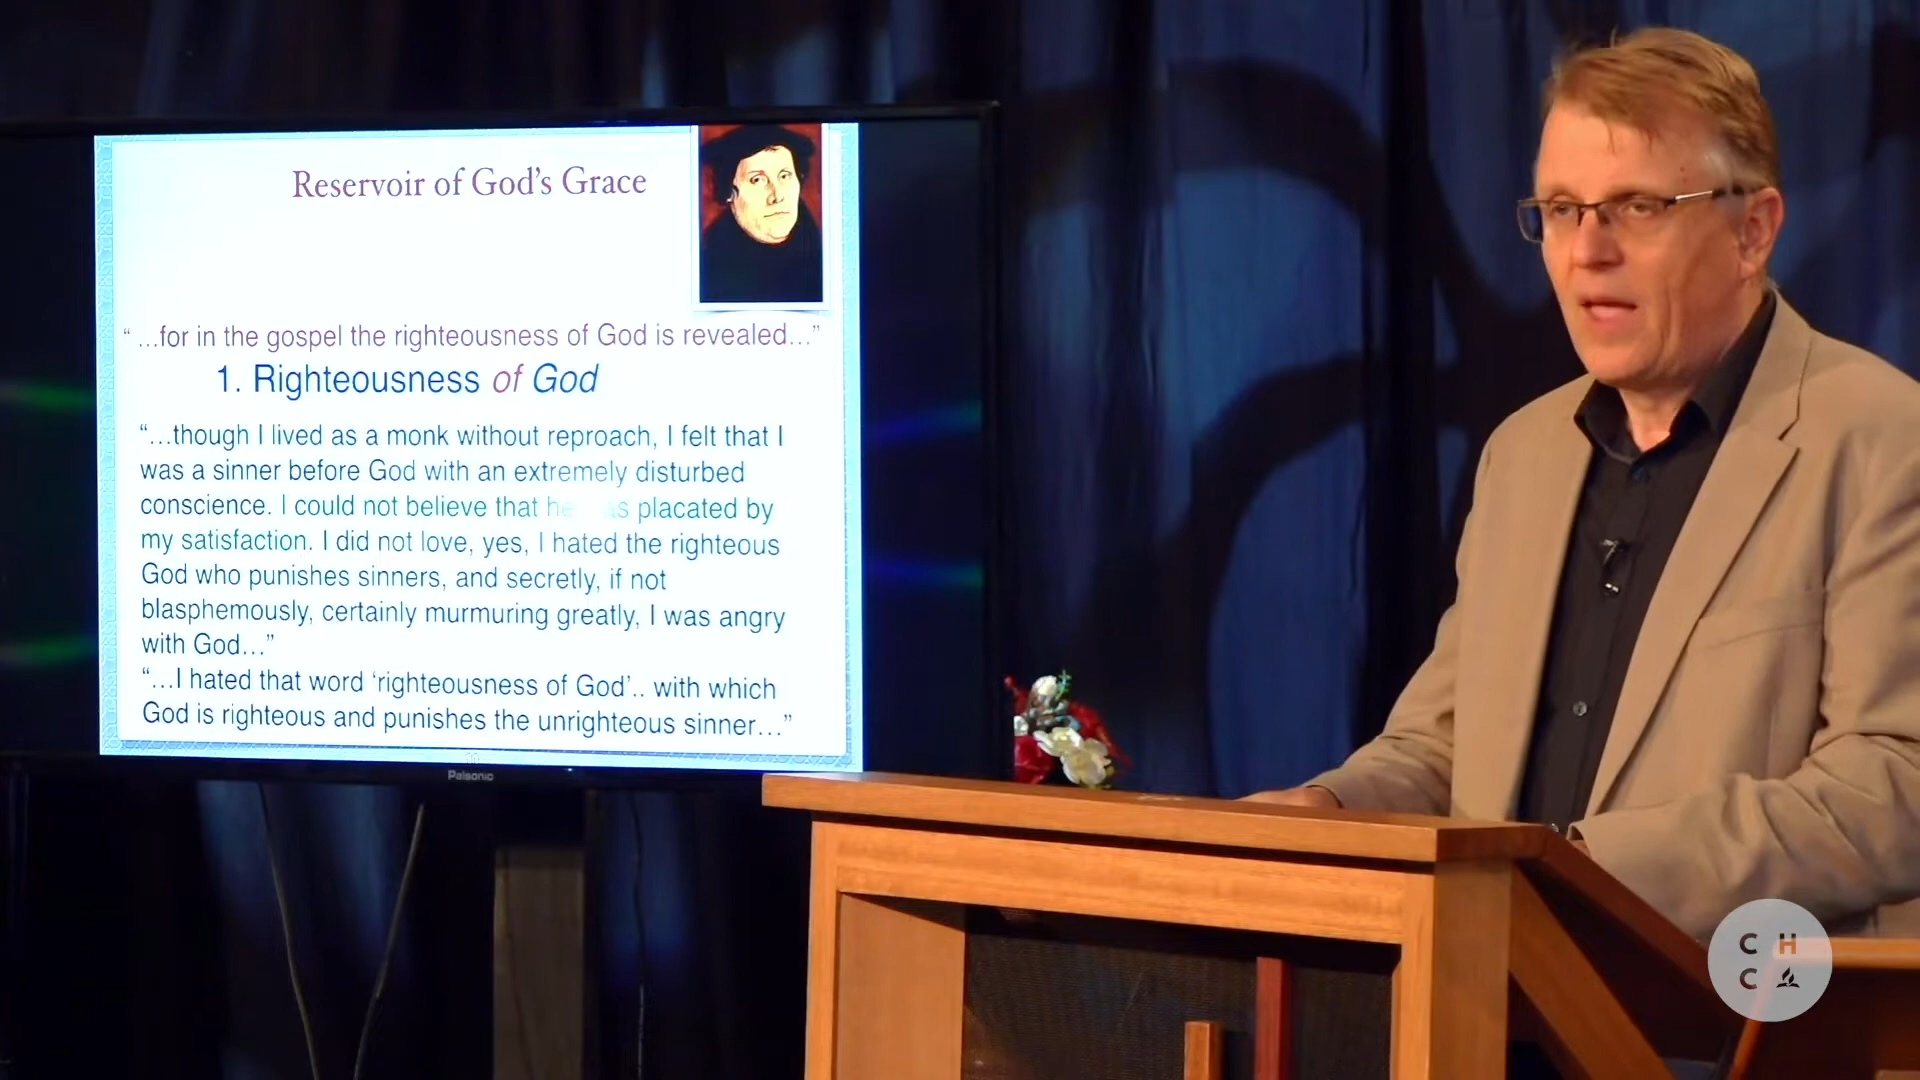 Reservoir of God's Grace
“ ...for in the gospel the righteousness of God is revealed...”
1. Righteousness of God
“...though I lived as a monk without reproach, I felt that I
was a sinner before God with an extremely disturbed
conscience. I could not believe that placated by
my satisfaction. I did not love, yes, I hated the righteous
God who punishes sinners, and secretly, if not
blasphemously, certainly murmuring greatly, I was angry
with God...”
“...I hated that word ‘righteousness of God’.. with which
God is righteous and punishes the unrighteous sinner...”
Palsonic
C H
C